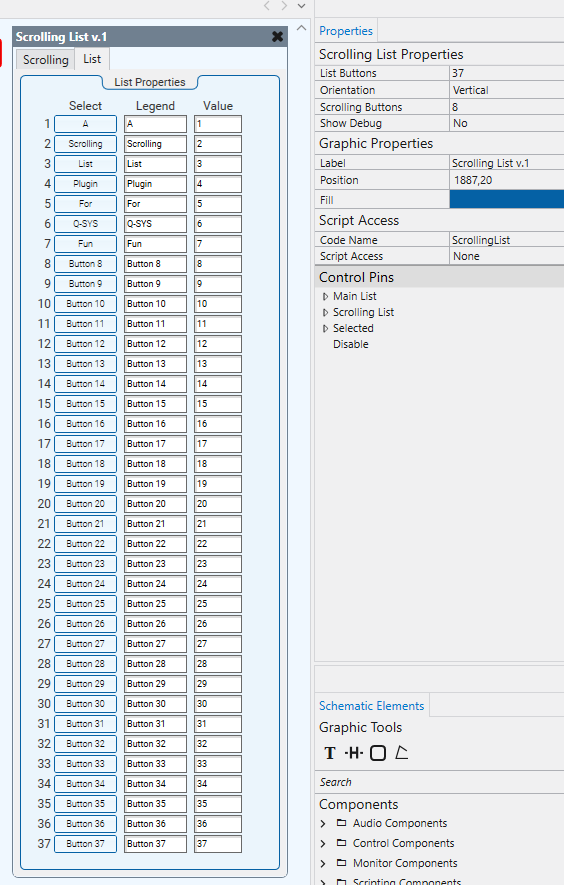 Scrolling List v.1
Scrolling List
List Properties
Select Legend Value
1 A A 1
2 Scrolling Scrolling 2
3 List List 3
4 Plugin Plugin 4
5 For For 5
6 Q-SYS Q-SYS 6
7 Fun Fun 7
8 Button 8 Button 8 8
9 Button 9 Button 9 9
10 Button 10 Button 10 10
11 Button 11 Button 11 11
12 Button 12 Button 12 12
13 Button 13 Button 13 13
14 Button 14 Button 14 14
15 Button 15 Button 15 15
16 Button 16 Button 16 16
17 Button 17 Button 17 17
18 Button 18 Button 18 18
19 Button 19 Button 19 19
20 Button 20 Button 20 20
21 Button 21 Button 21 21
22 Button 22 Button 22 22
23 Button 23 Button 23 23
24 Button 24 Button 24 24
25 Button 25 Button 25 25
26 Button 26 Button 26 26
27 Button 27 Button 27 27
28 Button 28 Button 28 28
29 Button 29 Button 29 29
30 Button 30 Button 30 30
31 Button 31 Button 31 31
32 Button 32 Button 32 32
33 Button 33 Button 33 33
34 Button 34 Button 34 34
35 Button 35 Button 35 35
36 Button 36 Button 36 36
37 Button 37 Button 37 37
Properties
Scrolling List Properties
List Buttons 37
Orientation Vertical
Scrolling Buttons 8
Show Debug No
Graphic Properties
Label Scrolling List v.1
Position 1887,20
Fill
Script Access
Code Name ScrollingList
Script Access None
Control Pins
Main List
Scrolling List
Selected
Disable
Schematic Elements
Graphic Tools
T H
Search
Components
Audio Components
Control Components
Monitor Components
Scripting Components